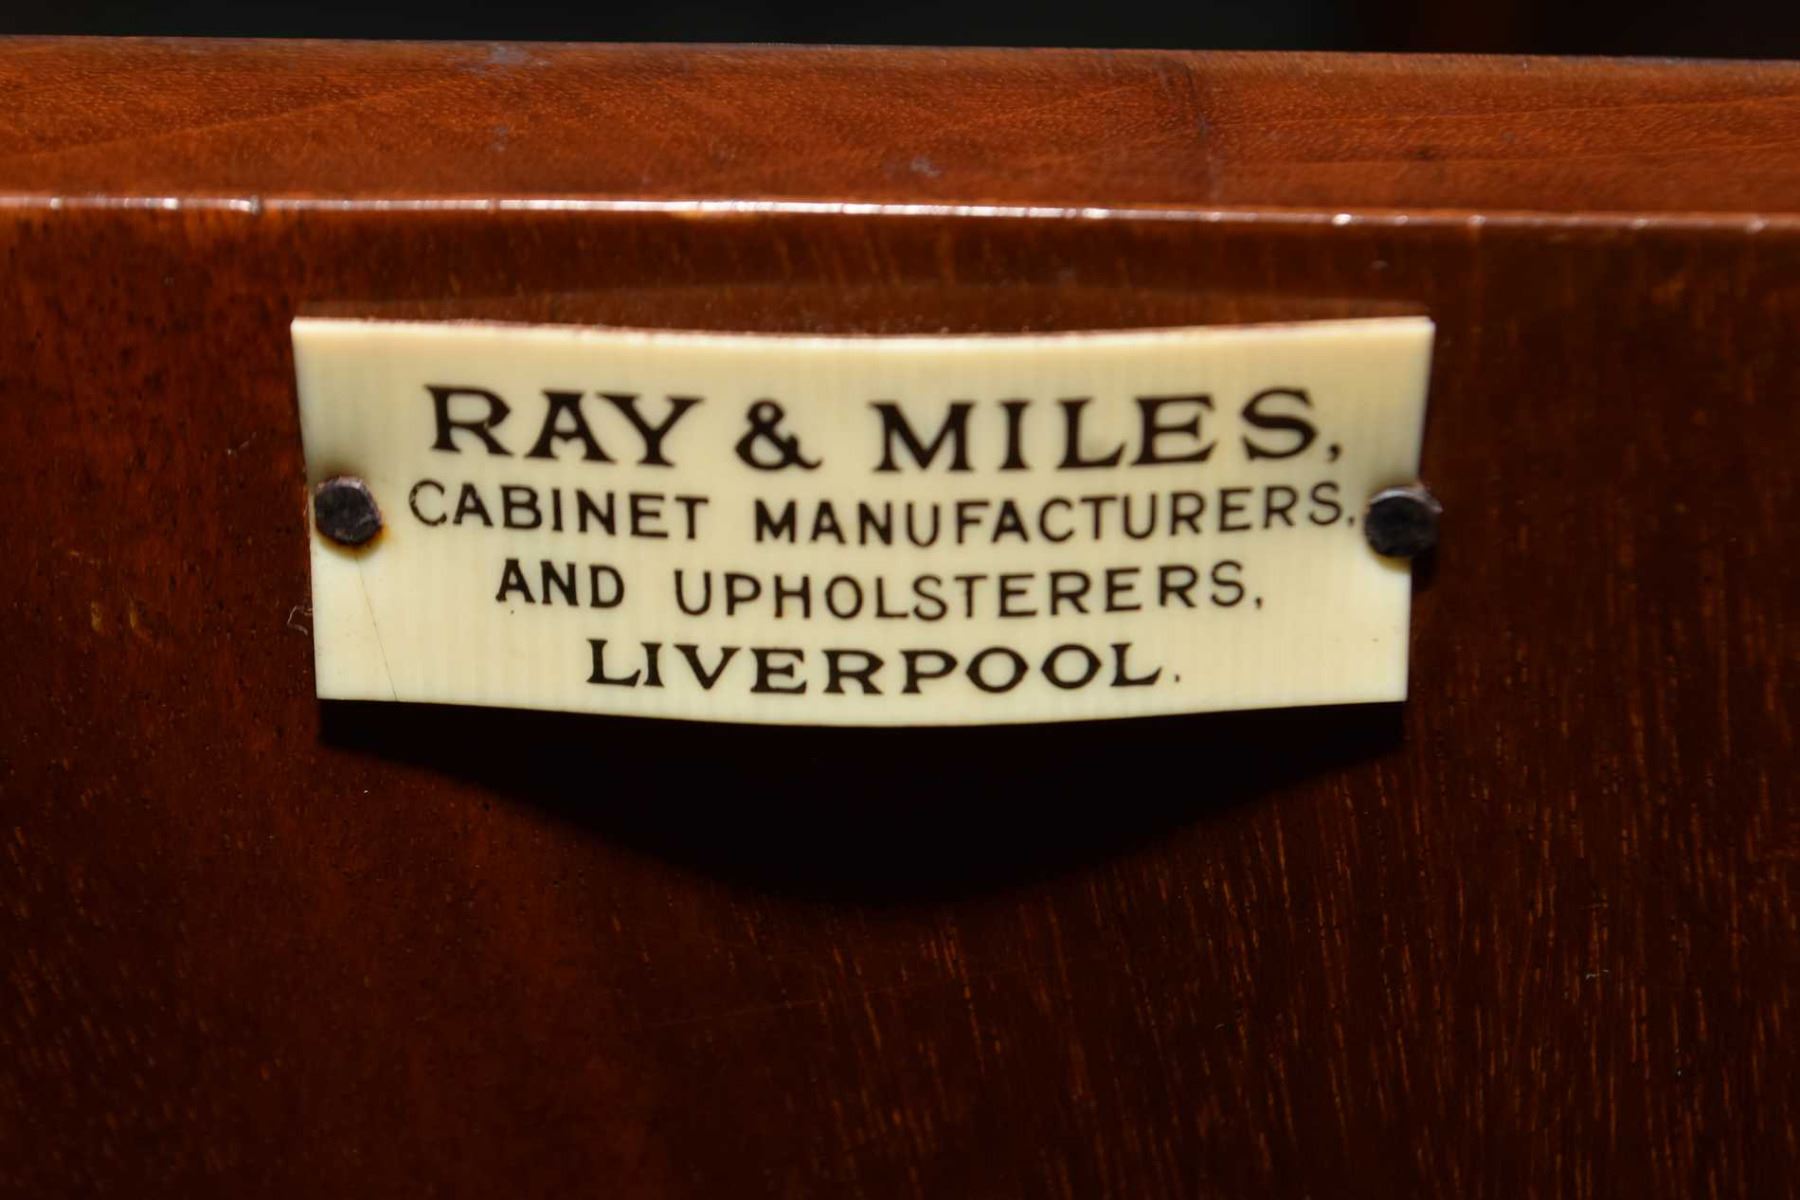 RAY & MILES,
CABINET MANUFACTURERS,
AND UPHOLSTERERS,
LIVERPOOL.